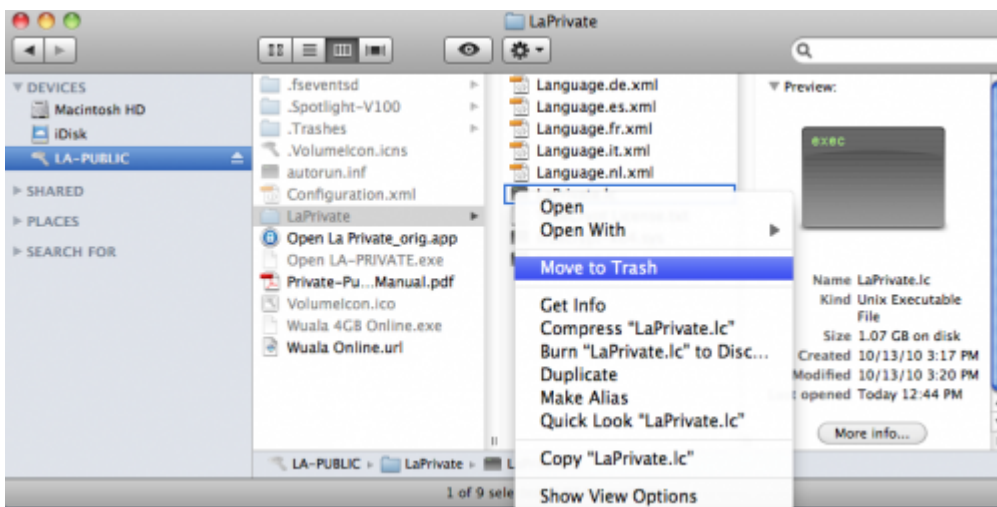 LaPrivate
DEVICES
Macintosh HD
iDisk
LA-PUBLIC
SHARED
PLACES
SEARCH FOR
.fseventsd
.Spotlight-V100
.Trashes
.VolumeIcon.icns
autorun.inf
Configuration.xml
LaPrivate
Open La Private_orig.app
Open LA-PRIVATE.exe
Private-Pu...Manual.pdf
VolumeIcon.ico
Wuala 4GB Online.exe
Wuala Online.url
Language.de.xml
Language.es.xml
Language.fr.xml
Language.it.xml
Language.nl.xml
Open
Open With
Move to Trash
Get Info
Compress "LaPrivate.lc"
Burn "LaPrivate.lc" to Disc...
Duplicate
Make Alias
Quick Look "LaPrivate.lc"
Copy "LaPrivate.lc"
Show View Options
Preview:
exec
Name LaPrivate.lc
Kind Unix Executable
File
Size 1.07 GB on disk
Created 10/13/10 3:17 PM
Modified 10/13/10 3:20 PM
opened Today 12:44 PM
More info...
LA-PUBLIC LaPrivate L
1 of 9 sele